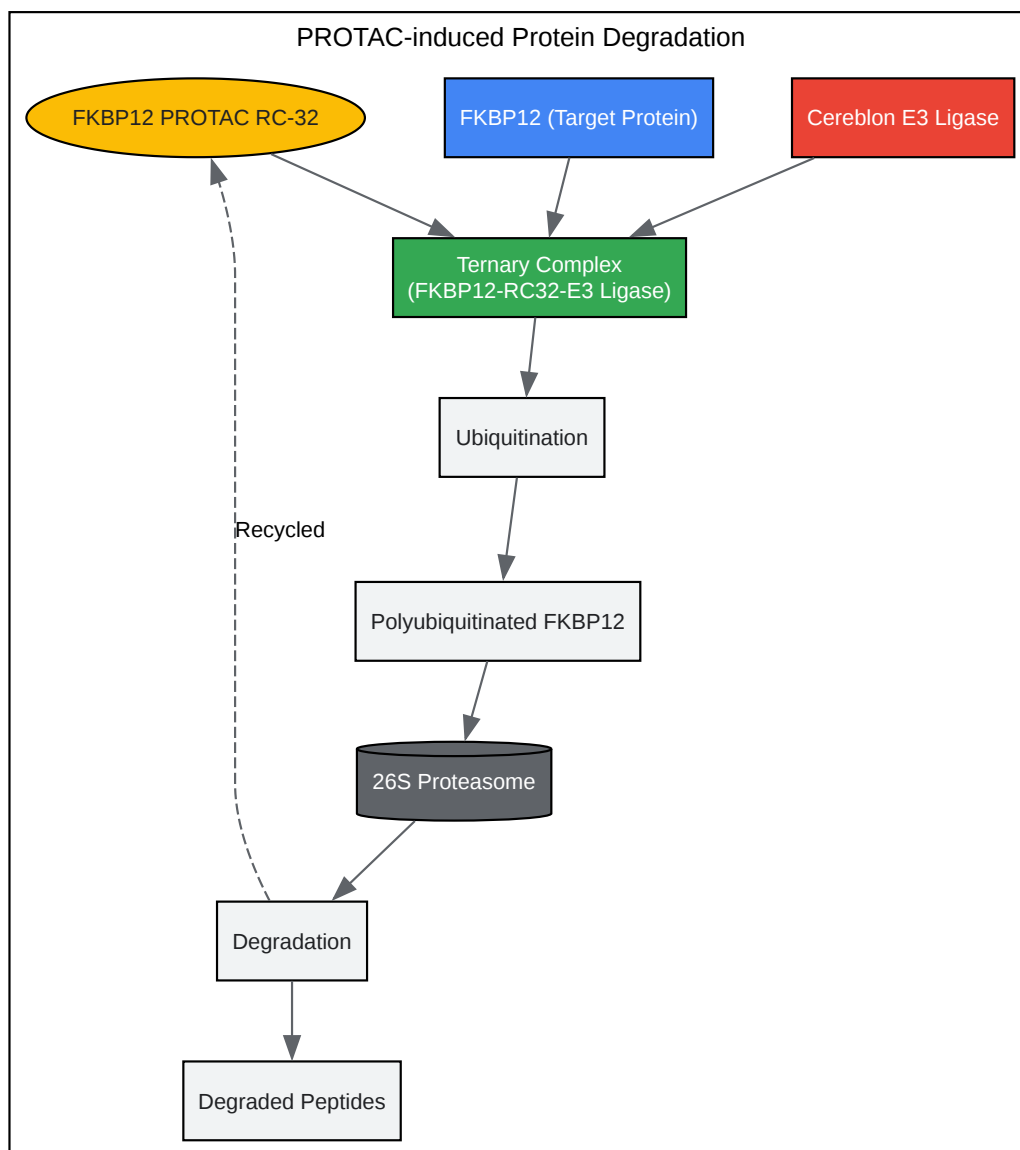 PROTAC-induced Protein Degradation
FKBP12 PROTAC RC-32
FKBP12 (Target Protein)
Cereblon E3 Ligase
Ternary Complex
(FKBP12-RC32-E3 Ligase)
Ubiquitination
Recycled
Polyubiquitinated FKBP12
26S Proteasome
Degradation
Degraded Peptides